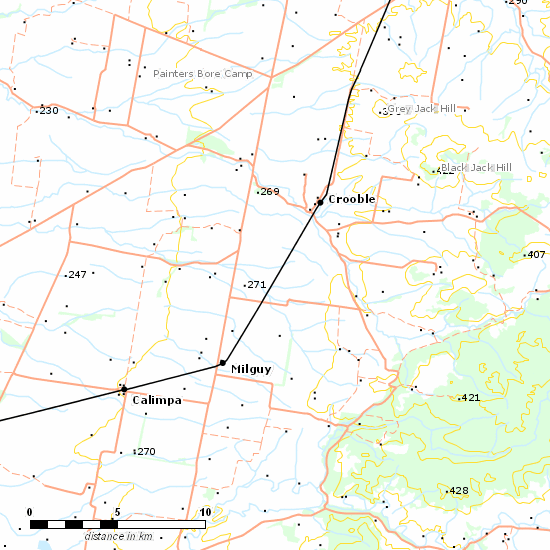 290
Painters Bore Camp
230
Grey Jack Hill
Black Jack Hill
422
269
Crooble
407
247
271
Milguy
Calimpa
421
270
428
0 5 10
distance in km